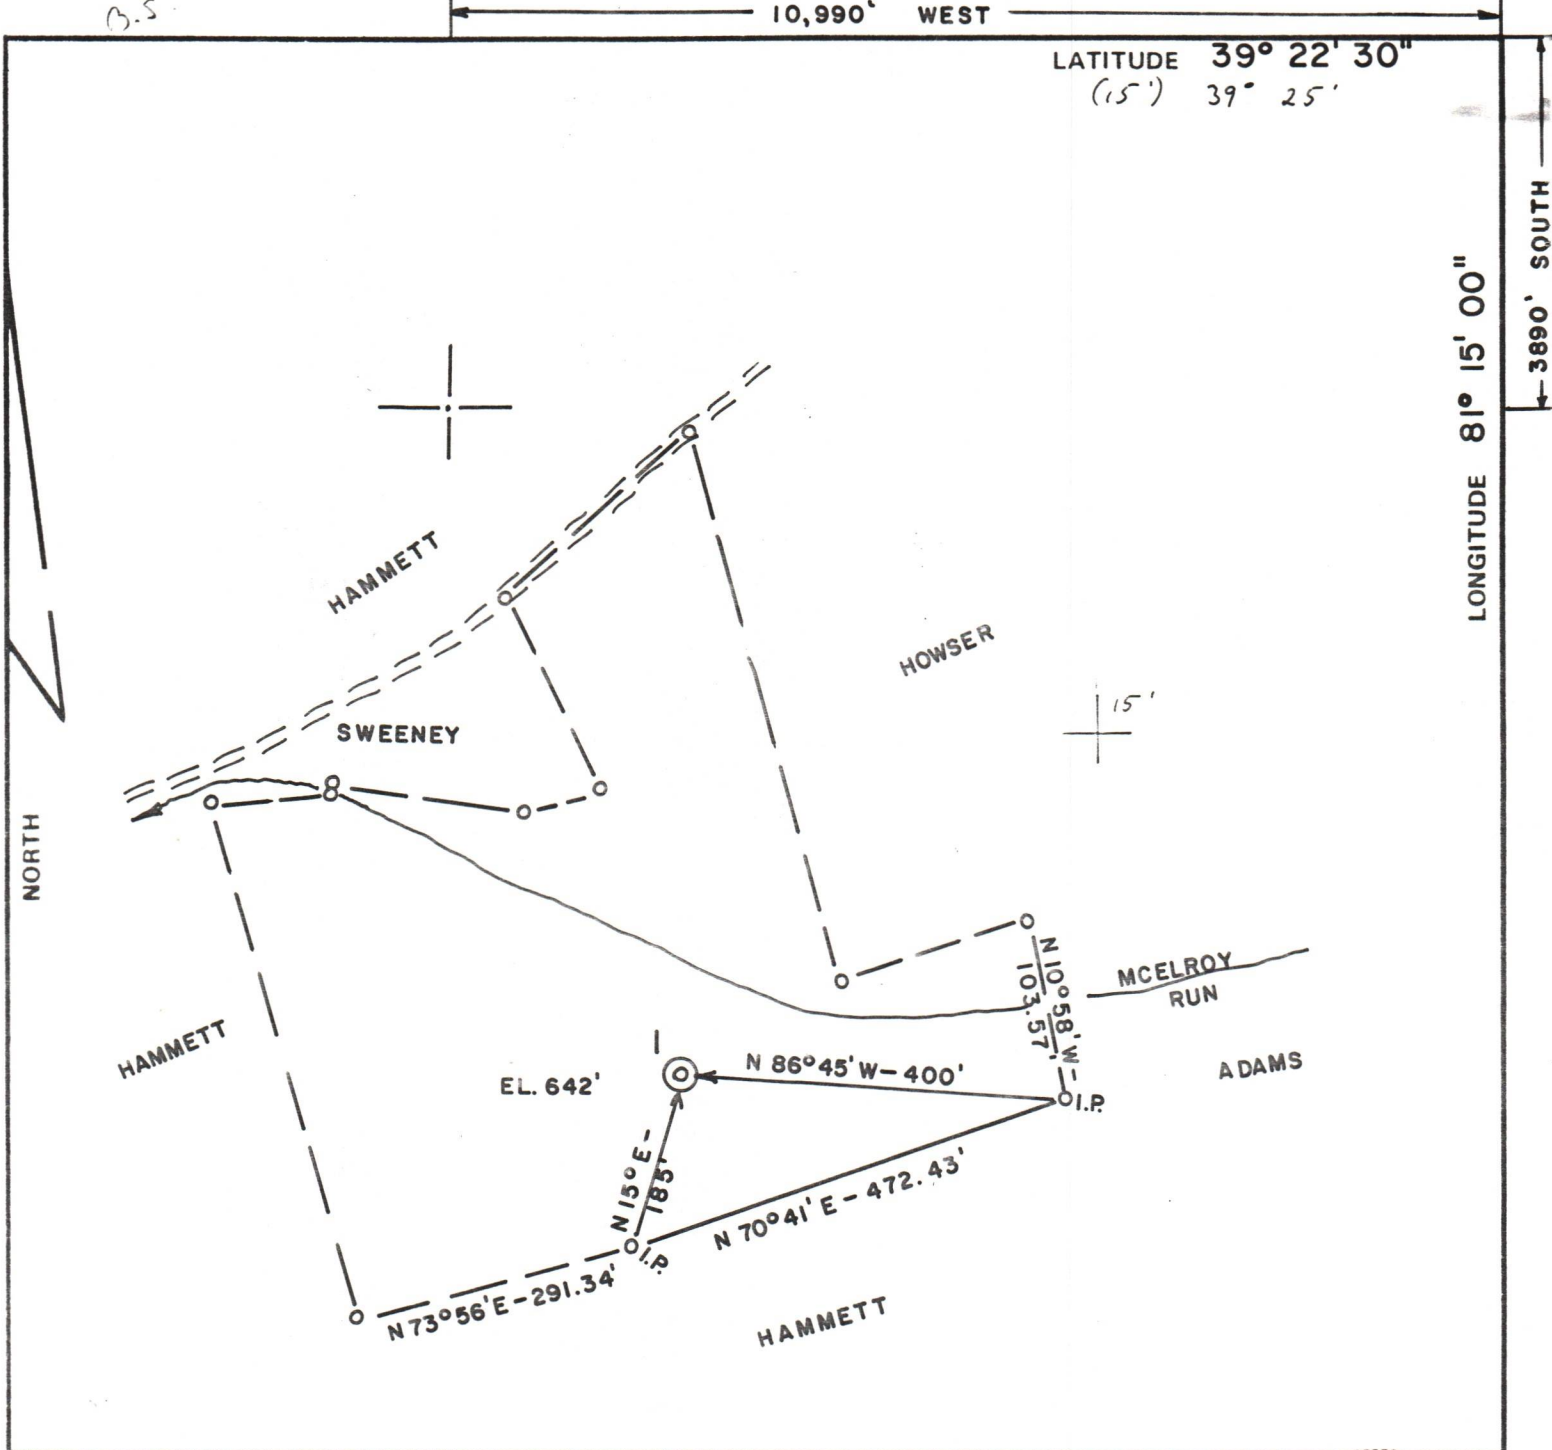 B.S.
10,990' WEST
LATITUDE 39° 22' 30"
(15') 39° 25'
3890' SOUTH
LONGITUDE 81° 15' 00"
HAMMETT
HOWSER
15'
SWEENEY
NORTH
N 10° 58' W -
103.57'
MCELROY
RUN
HAMMETT
1
EL. 642'
N 86° 45' W - 400'
ADAMS
I.P.
N 15° E -
185'
N 70° 41' E - 472.43'
I.P.
N 73° 56' E - 291.34'
HAMMETT